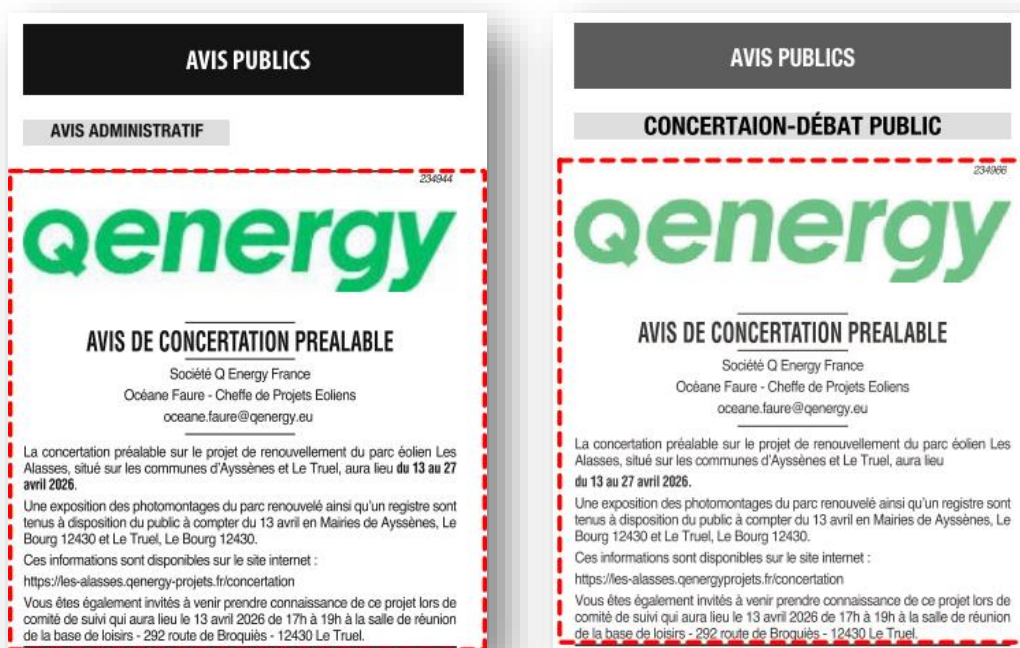 AVIS PUBLICS
AVIS ADMINISTRATIF
234944
Qenergy
AVIS DE CONCERTATION PREALABLE
Société Q Energy France
Océane Faure - Cheffe de Projets Eoliens
oceane.faure@qenergy.eu
La concertation préalable sur le projet de renouvellement du parc éolien Les
Alasses, situé sur les communes d'Ayssènes et Le Truel, aura lieu du 13 au 27
avril 2026.
Une exposition des photomontages du parc renouvelé ainsi qu'un registre sont
tenus à disposition du public à compter du 13 avril en Mairies de Ayssènes, Le
Bourg 12430 et Le Truel, Le Bourg 12430.
Ces informations sont disponibles sur le site internet :
https://les-alasses.qenergy-projets.fr/concertation
Vous êtes également invités à venir prendre connaissance de ce projet lors de
comité de suivi qui aura lieu le 13 avril 2026 de 17h à 19h à la salle de réunion
de la base de loisirs - 292 route de Broquiès - 12430 Le Truel.
AVIS PUBLICS
CONCERTAION-DÉBAT PUBLIC
234966
Qenergy
AVIS DE CONCERTATION PREALABLE
Société Q Energy France
Océane Faure - Cheffe de Projets Eoliens
oceane.faure@qenergy.eu
La concertation préalable sur le projet de renouvellement du parc éolien Les
Alasses, situé sur les communes d'Ayssènes et Le Truel, aura lieu
du 13 au 27 avril 2026.
Une exposition des photomontages du parc renouvelé ainsi qu'un registre sont
tenus à disposition du public à compter du 13 avril en Mairies de Ayssènes, Le
Bourg 12430 et Le Truel, Le Bourg 12430.
Ces informations sont disponibles sur le site internet :
https://les-alasses.qenergyprojets.fr/concertation
Vous êtes également invités à venir prendre connaissance de ce projet lors de
comité de suivi qui aura lieu le 13 avril 2026 de 17h à 19h à la salle de réunion
de la base de loisirs - 292 route de Broquiès - 12430 Le Truel.